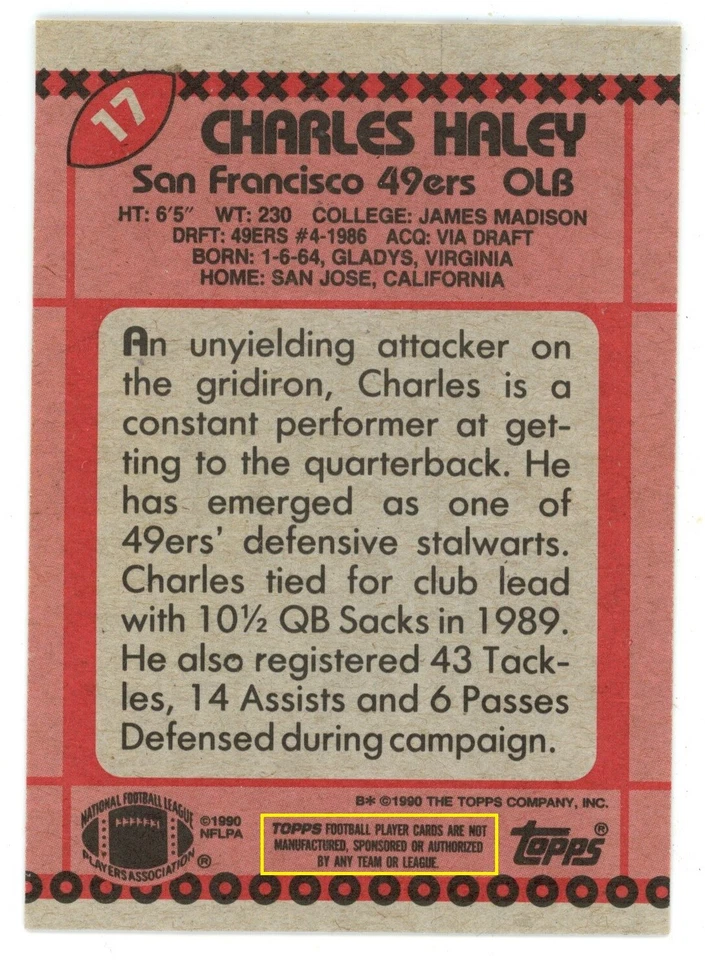 17
CHARLES HALEY
San Francisco 49ers OLB
HT: 6'5" WT: 230 COLLEGE: JAMES MADISON
DRFT: 49ERS #4-1986 ACQ: VIA DRAFT
BORN: 1-6-64, GLADYS, VIRGINIA
HOME: SAN JOSE, CALIFORNIA
An unyielding attacker on
the gridiron, Charles is a
constant performer at get-
ting to the quarterback. He
has emerged as one of
49ers' defensive stalwarts.
Charles tied for club lead
with 10½ QB Sacks in 1989.
He also registered 43 Tack-
les, 14 Assists and 6 Passes
Defensed during campaign.
B* ©1990 THE TOPPS COMPANY, INC.
NATIONAL FOOTBALL LEAGUE
PLAYERS ASSOCIATION ®
©1990
NFLPA
TOPPS FOOTBALL PLAYER CARDS ARE NOT
MANUFACTURED, SPONSORED OR AUTHORIZED
BY ANY TEAM OR LEAGUE.
Topps®